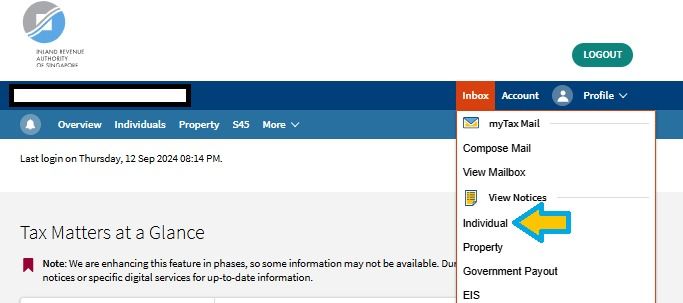 INLAND REVENUE
AUTHORITY
OF SINGAPORE
LOGOUT
Inbox Account Profile
Overview Individuals Property S45 More
myTax Mail
Compose Mail
Last login on Thursday, 12 Sep 2024 08:14 PM.
View Mailbox
View Notices
Individual
Property
Government Payout
EIS
Tax Matters at a Glance
Note: We are enhancing this feature in phases, so some information may not be available. Du
notices or specific digital services for up-to-date information.